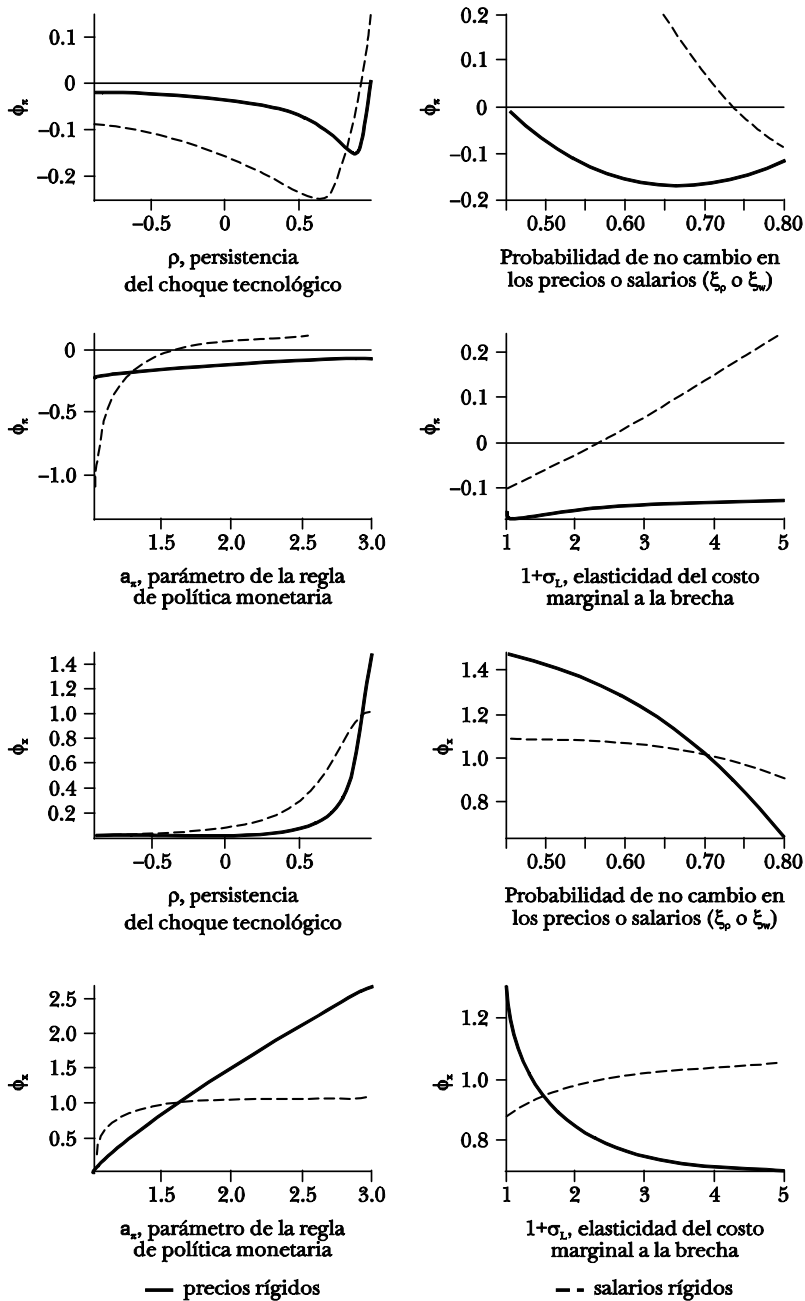 0.1
0
−0.1
−0.2
ϕπ
−0.5
0
0.5
ρ, persistencia
del choque tecnológico
0.2
0.1
0
−0.1
−0.2
ϕπ
0.50
0.60
0.70
0.80
Probabilidad de no cambio en
los precios o salarios (ξp o ξw)
0
−0.5
−1.0
ϕπ
1.5
2.0
2.5
3.0
aπ, parámetro de la regla
de política monetaria
0.2
0.1
0
−0.1
ϕπ
1
2
3
4
5
1+σL, elasticidad del costo
marginal a la brecha
1.4
1.2
1.0
0.8
0.6
0.4
0.2
ϕx
−0.5
0
0.5
ρ, persistencia
del choque tecnológico
1.4
1.2
1.0
0.8
ϕx
0.50
0.60
0.70
0.80
Probabilidad de no cambio en
los precios o salarios (ξp o ξw)
2.5
2.0
1.5
1.0
0.5
ϕx
1.5
2.0
2.5
3.0
aπ, parámetro de la regla
de política monetaria
1.2
1.0
0.8
ϕx
1
2
3
4
5
1+σL, elasticidad del costo
marginal a la brecha
precios rígidos
salarios rígidos